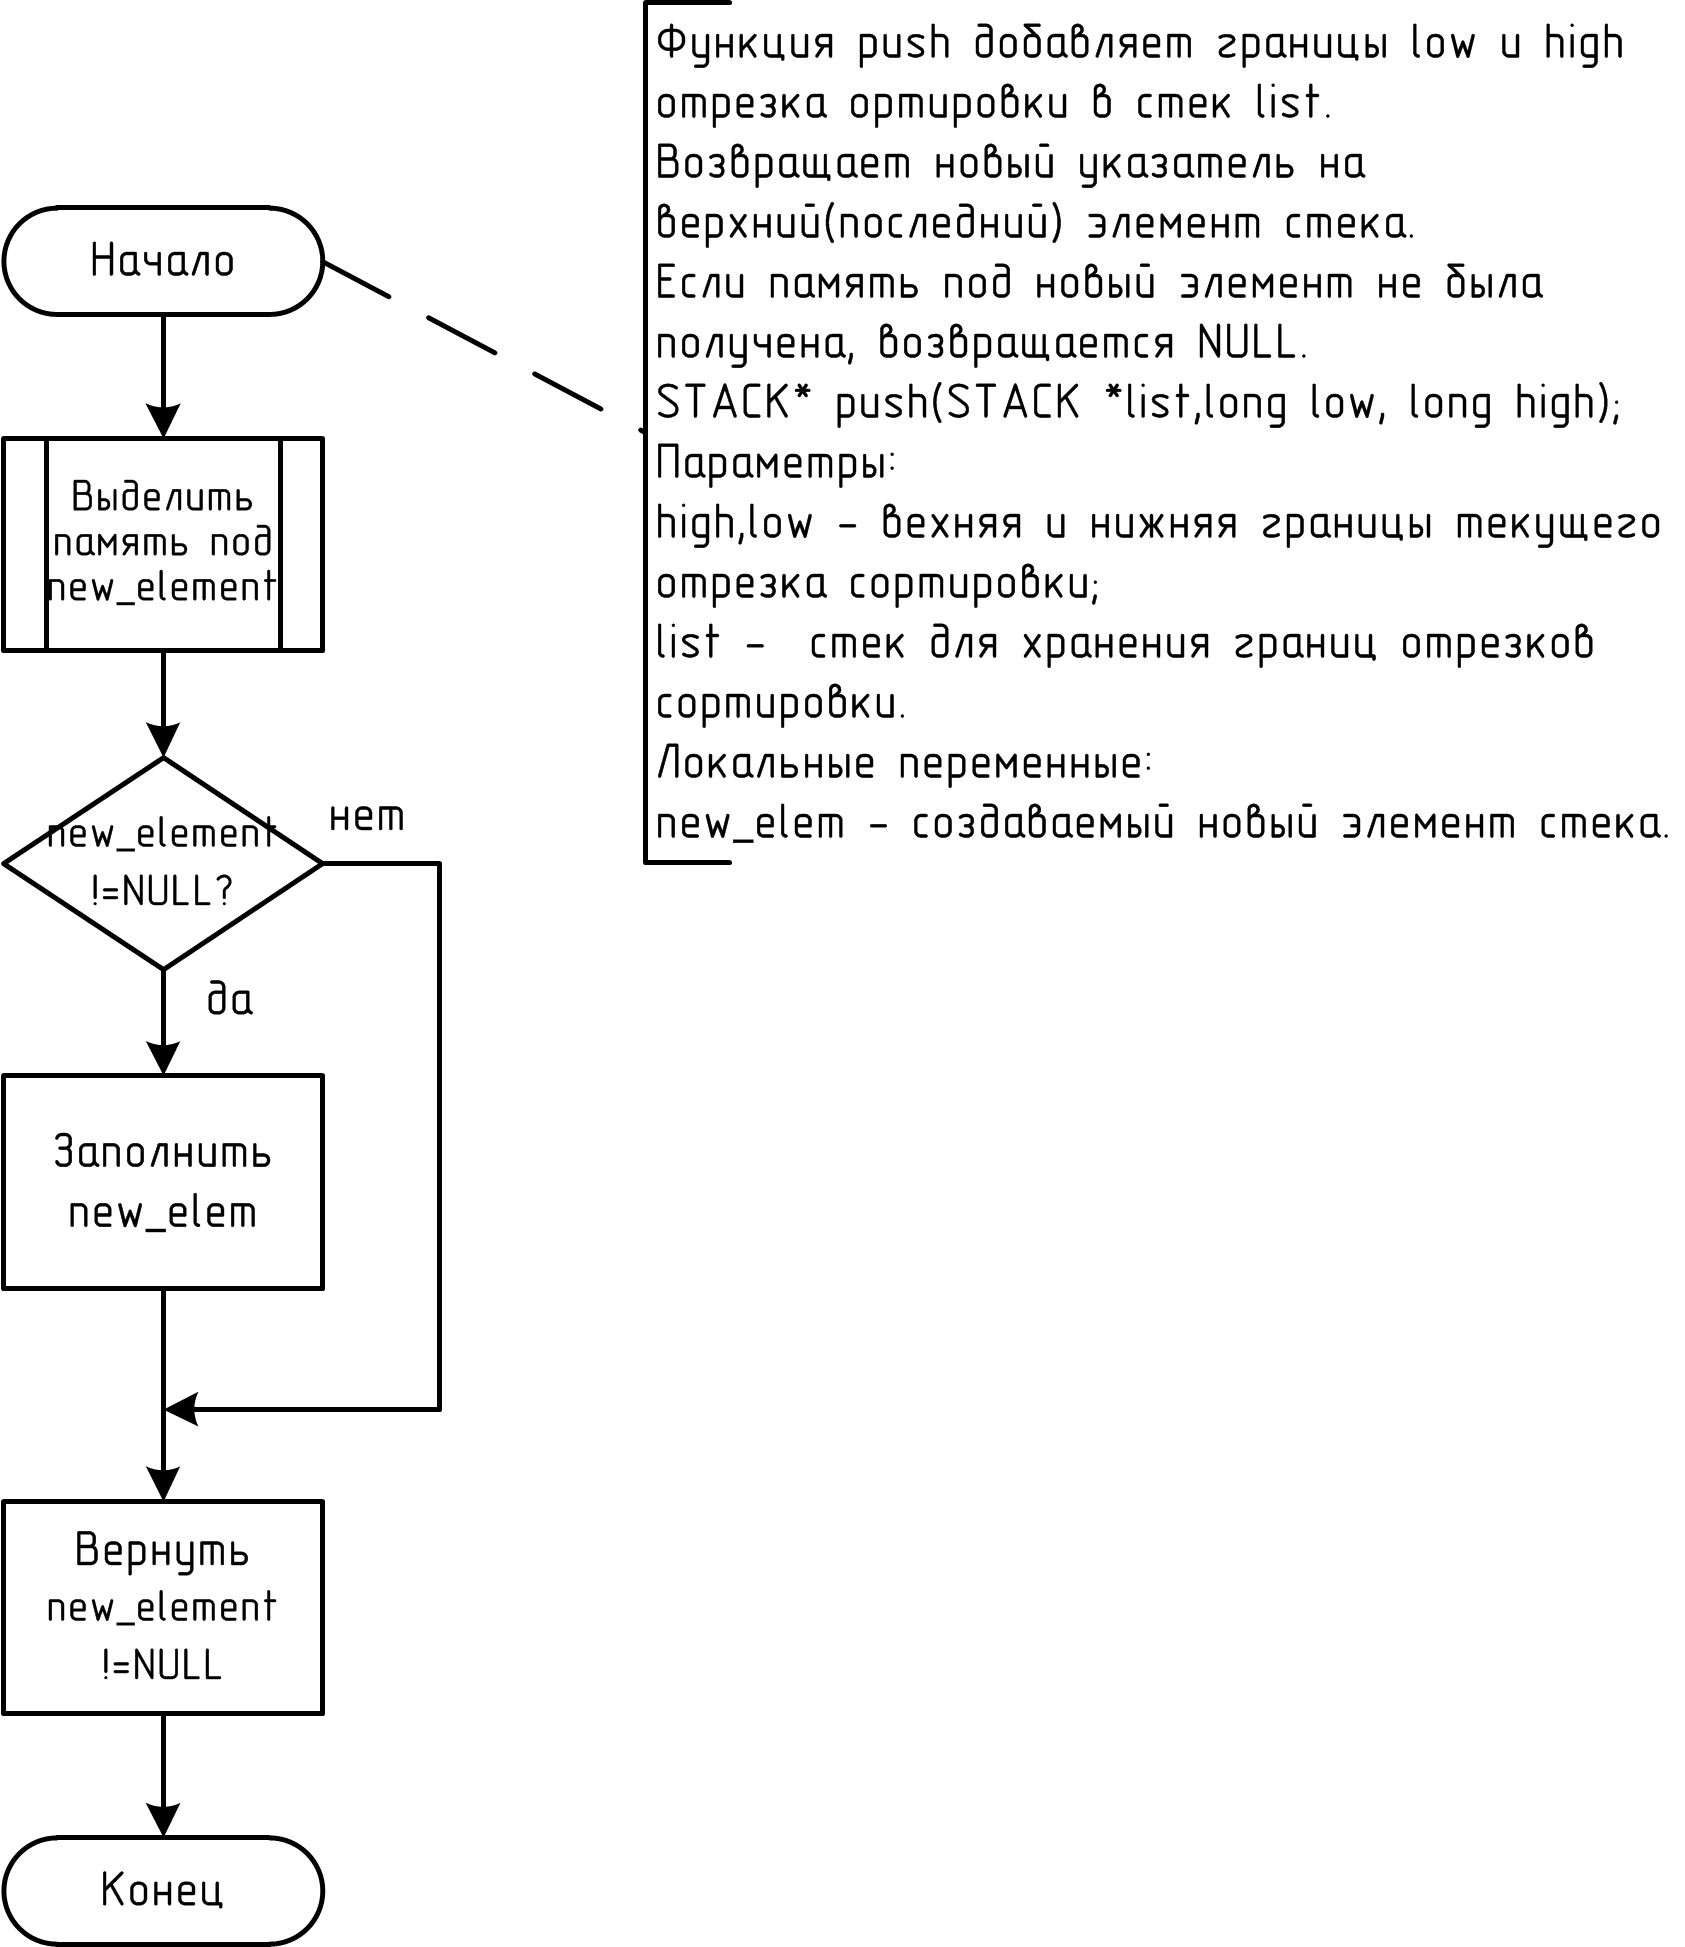 Функция push добавляет границы low и high
отрезка ортировки в стек list.
Возвращает новый указатель на
верхний(последний) элемент стека.
Если память под новый элемент не была
получена, возвращается NULL.
STACK* push(STACK *list,long low, long high);
Параметры:
high,low - вехняя и нижняя границы текущего
отрезка сортировки;
list -  стек для хранения границ отрезков
сортировки.
Локальные переменные:
new_elem - создаваемый новый элемент стека.
Начало
Выделить
память под
new_element
new_element
!=NULL?
нет
да
Заполнить
new_elem
Вернуть
new_element
!=NULL
Конец